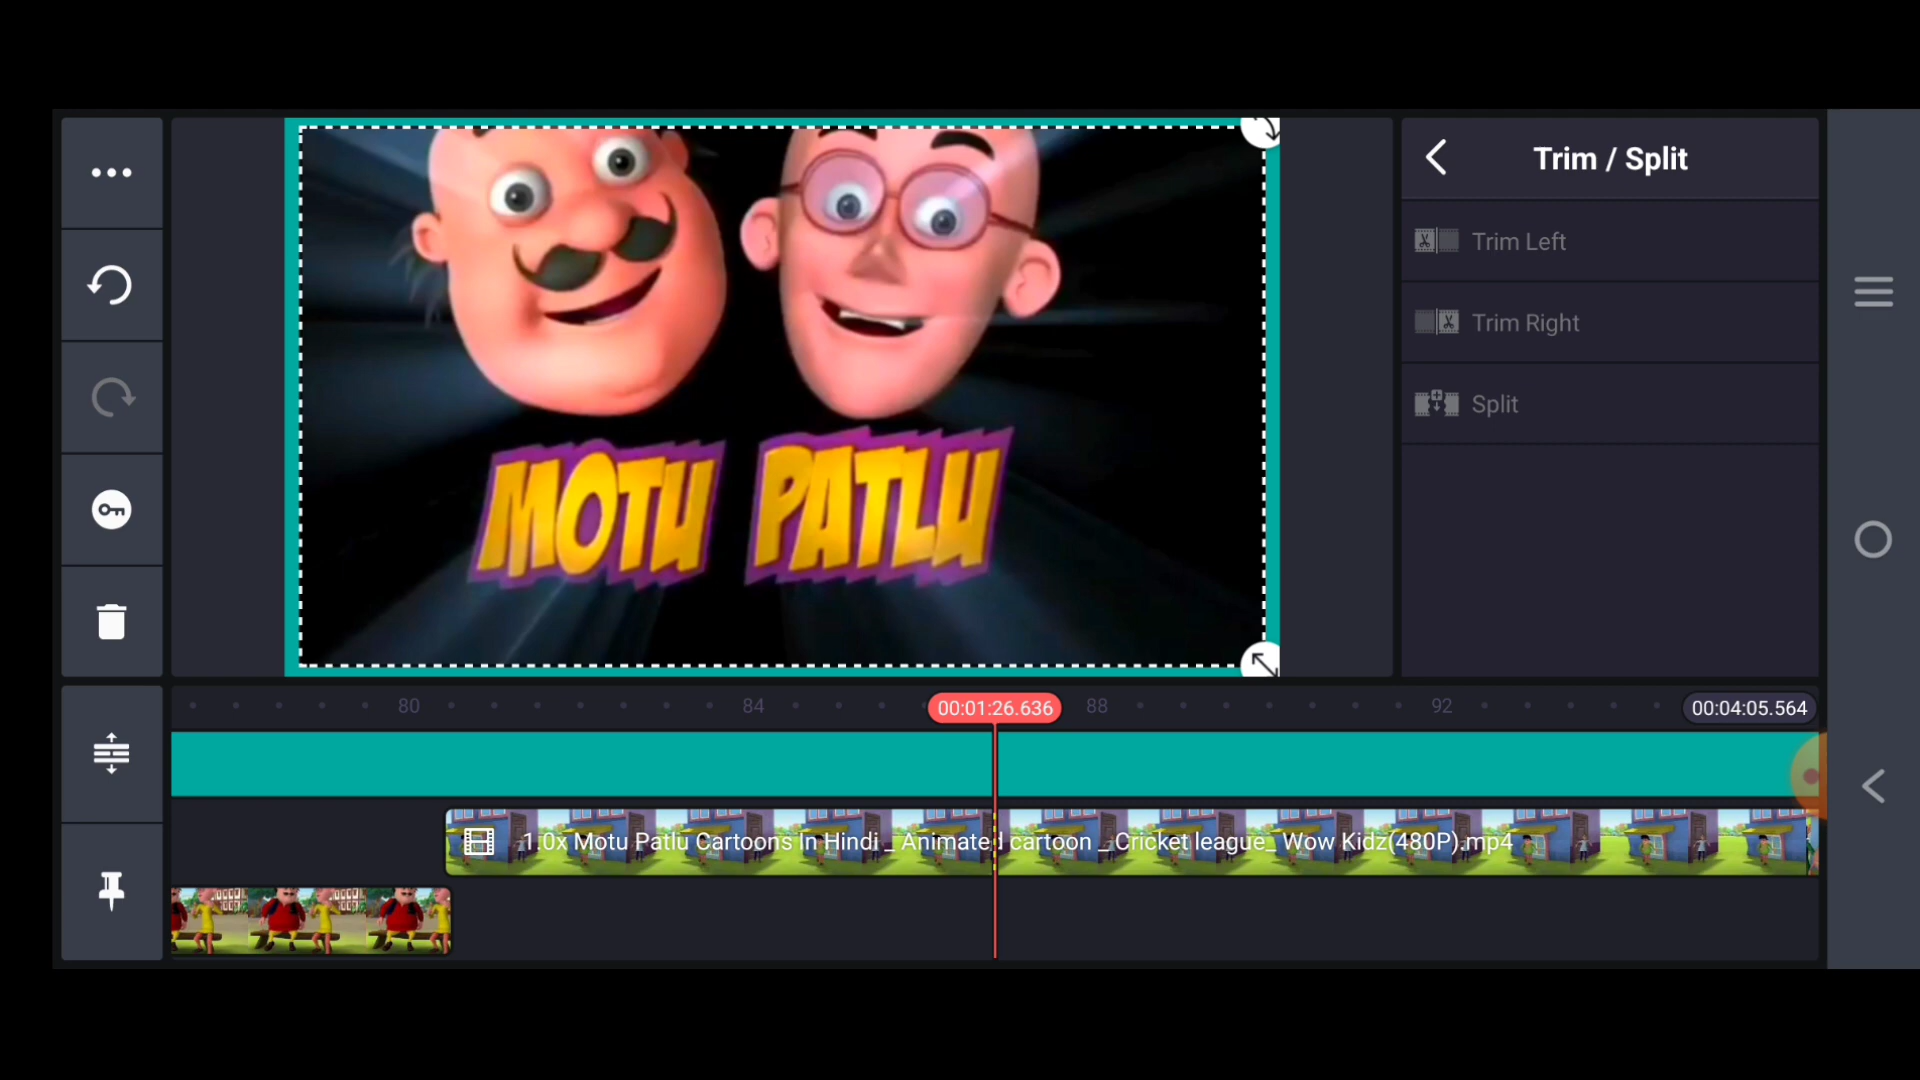 Trim / Split
Trim Left
Trim Right
Split
MOTU PATLU
80
84
00:01:26.636
88
92
00:04:05.564
1.0x Motu Patlu Cartoons In Hindi _ Animated cartoon _ Cricket league_ Wow Kidz(480P).mp4